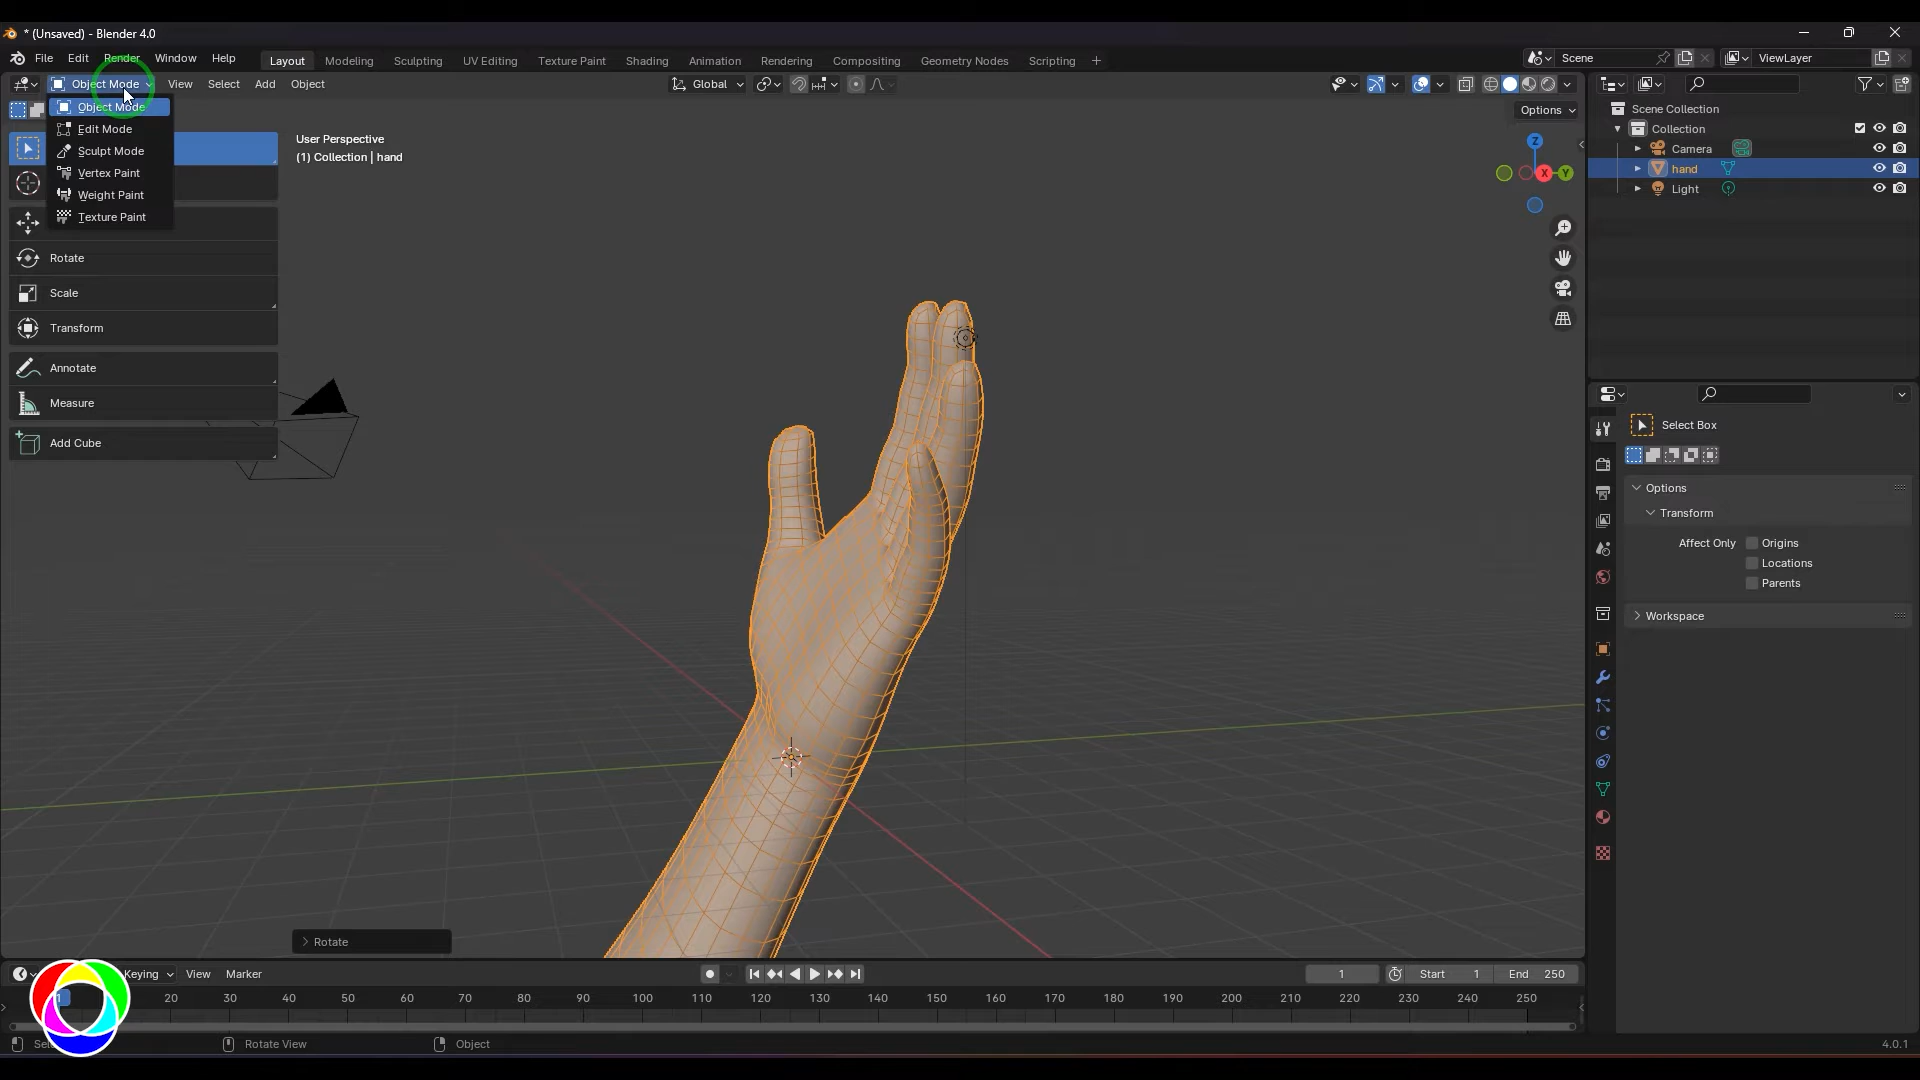 * (Unsaved) - Blender 4.0
File Edit Render Window Help Layout Modeling Sculpting UV Editing Texture Paint Shading Animation Rendering Compositing Geometry Nodes Scripting + Scene ViewLayer
Object Mode View Select Add Object Global
Object Mode
Edit Mode
Sculpt Mode
Vertex Paint
Weight Paint
Texture Paint
Rotate
Scale
Transform
Annotate
Measure
Add Cube
User Perspective
(1) Collection | hand
Options
Z
X
Y
Rotate
Scene Collection
Collection
Camera
hand
Light
Select Box
Options
Transform
Affect Only Origins
Locations
Parents
Workspace
Keying View Marker 1 Start 1 End 250
1 20 30 40 50 60 70 80 90 100 110 120 130 140 150 160 170 180 190 200 210 220 230 240 250
Rotate View Object 4.0.1